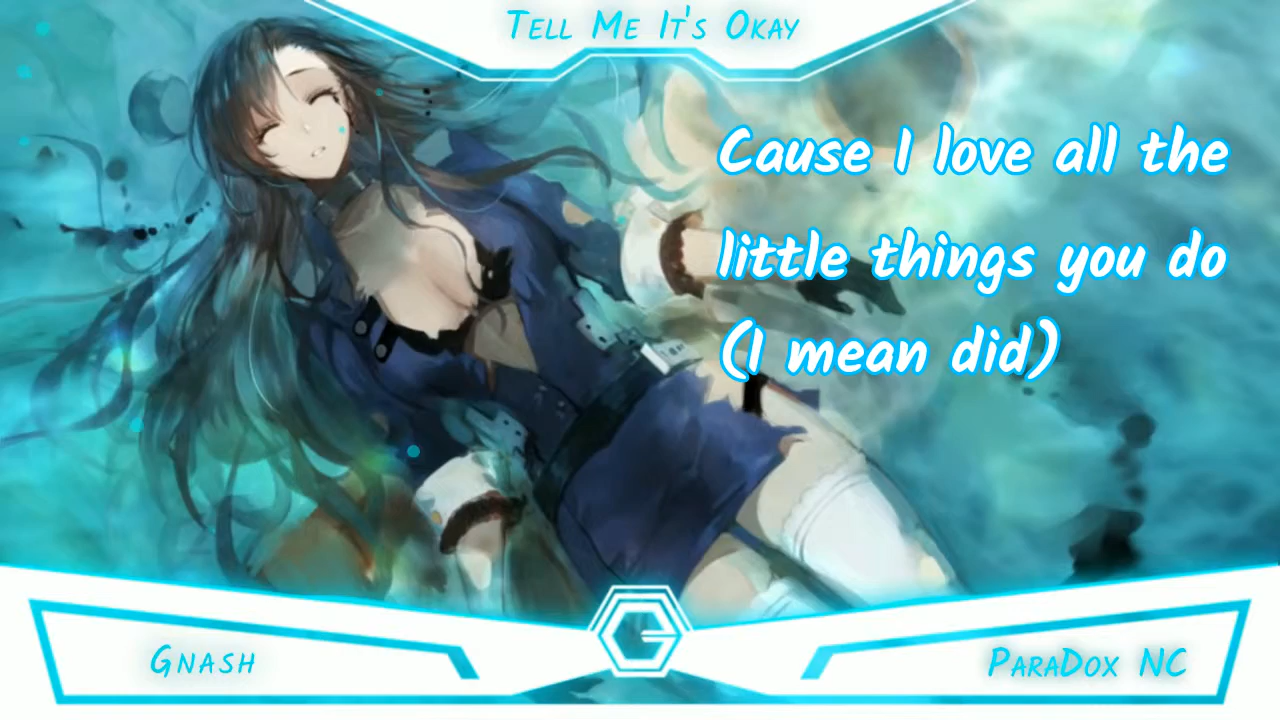 Tell Me It's Okay
Cause I love all the
little things you do
(I mean did)
Gnash
ParaDox NC